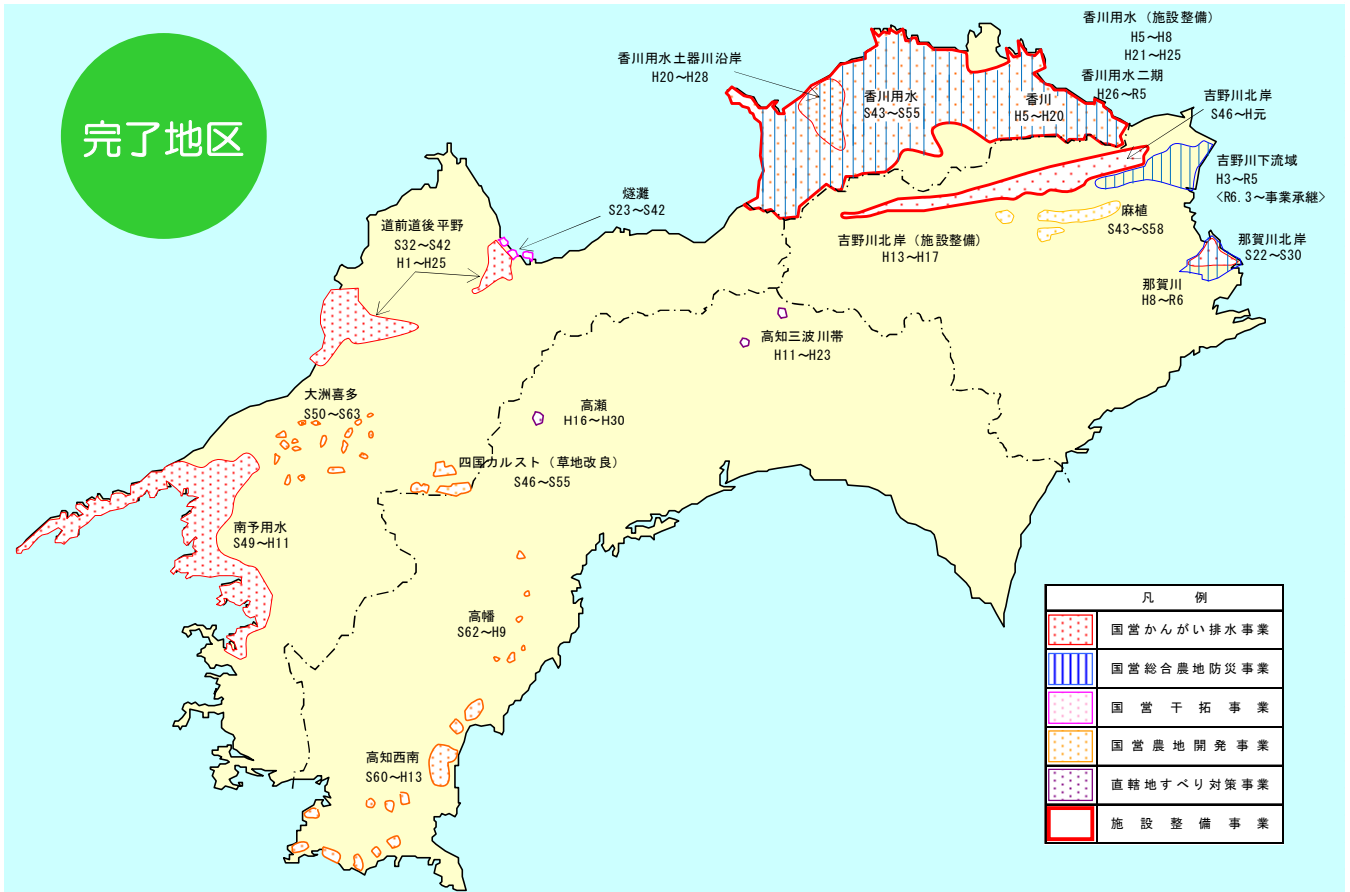 完了地区
香川用水（施設整備）
H5～H8
H21～H25
香川用水二期
H26～R5
香川用水土器川沿岸
H20～H28
香川用水
S43～S55
香川
H5～H20
吉野川北岸
S46～H元
吉野川下流域
H3～R5
<R6.3～事業承継>
麻植
S43～S58
吉野川北岸（施設整備）
H13～H17
那賀川北岸
S22～S30
那賀川
H8～R6
燧灘
S23～S42
道前道後平野
S32～S42
H1～H25
高知三波川帯
H11～H23
大洲喜多
S50～S63
高瀬
H16～H30
四国カルスト（草地改良）
S46～S55
南予用水
S49～H11
高幡
S62～H9
高知西南
S60～H13
凡例
国営かんがい排水事業
国営総合農地防災事業
国営干拓事業
国営農地開発事業
直轄地すべり対策事業
施設整備事業